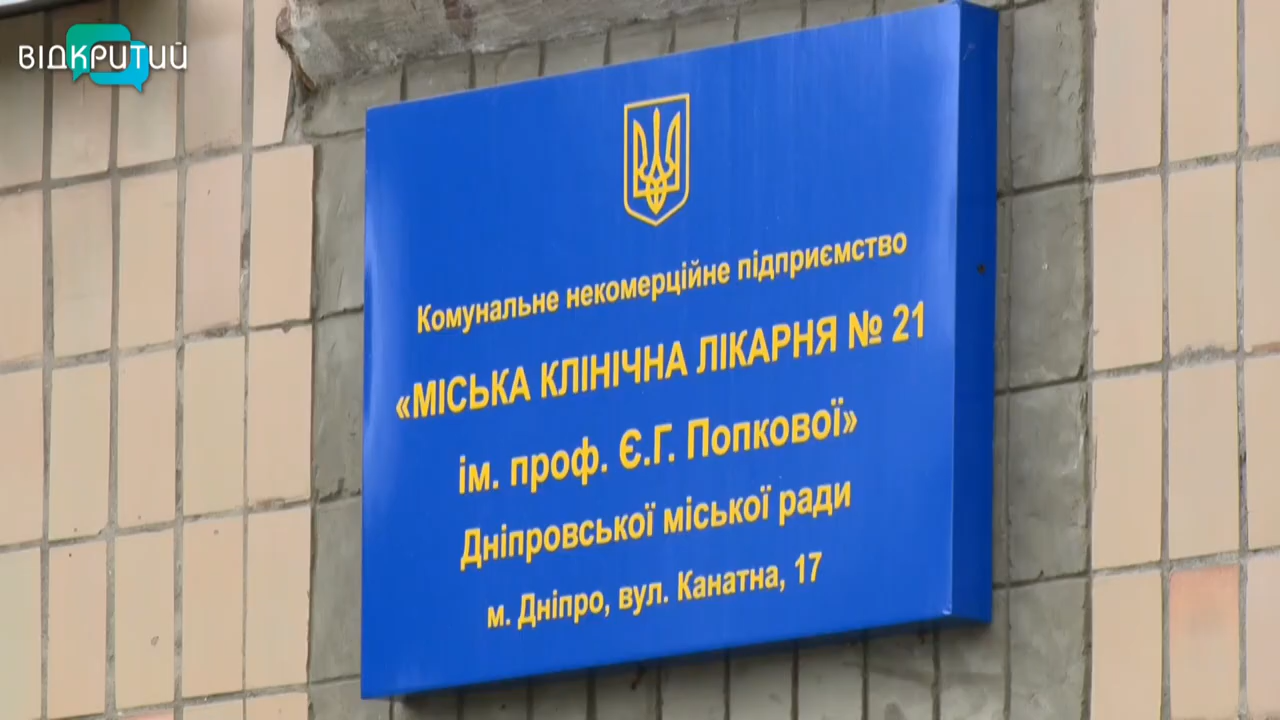 ВІДКРИТИЙ
Комунальне некомерційне підприємство
«МІСЬКА КЛІНІЧНА ЛІКАРНЯ № 21
ім. проф. Є.Г. Попкової»
Дніпровської міської ради
м. Дніпро, вул. Канатна, 17